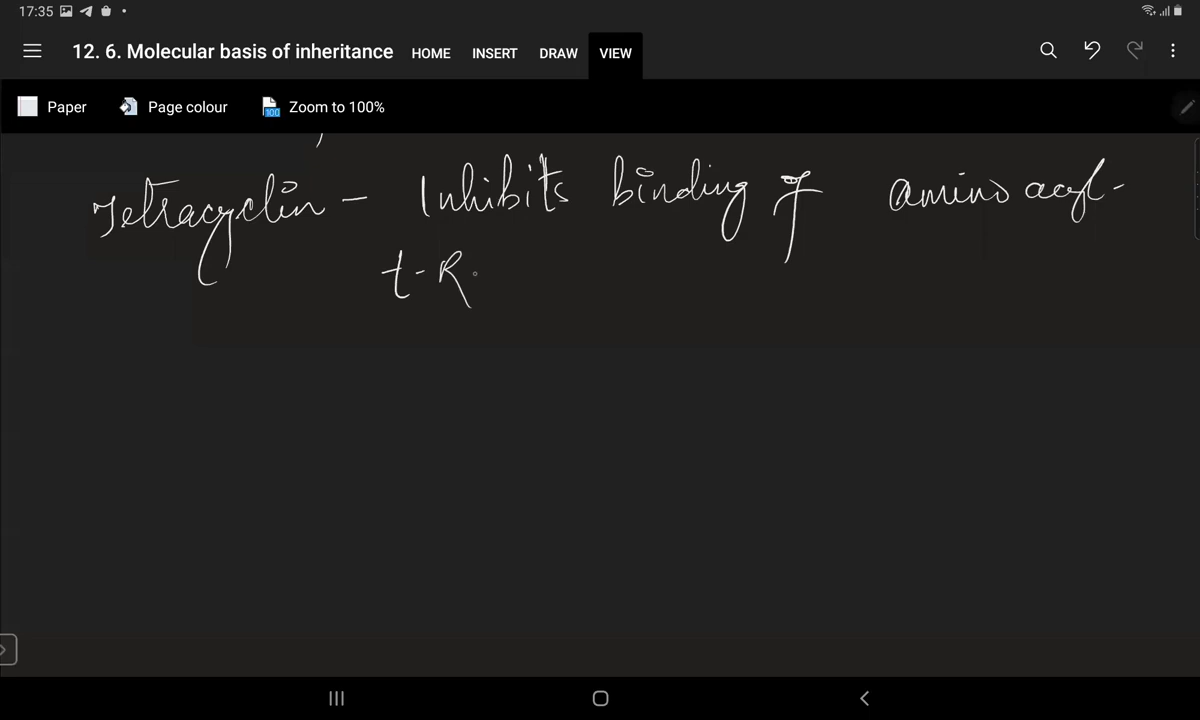 17:35
12. 6. Molecular basis of inheritance HOME INSERT DRAW VIEW
Paper Page colour Zoom to 100%
Tetracyclin - Inhibits binding of amino acyl-
t-R